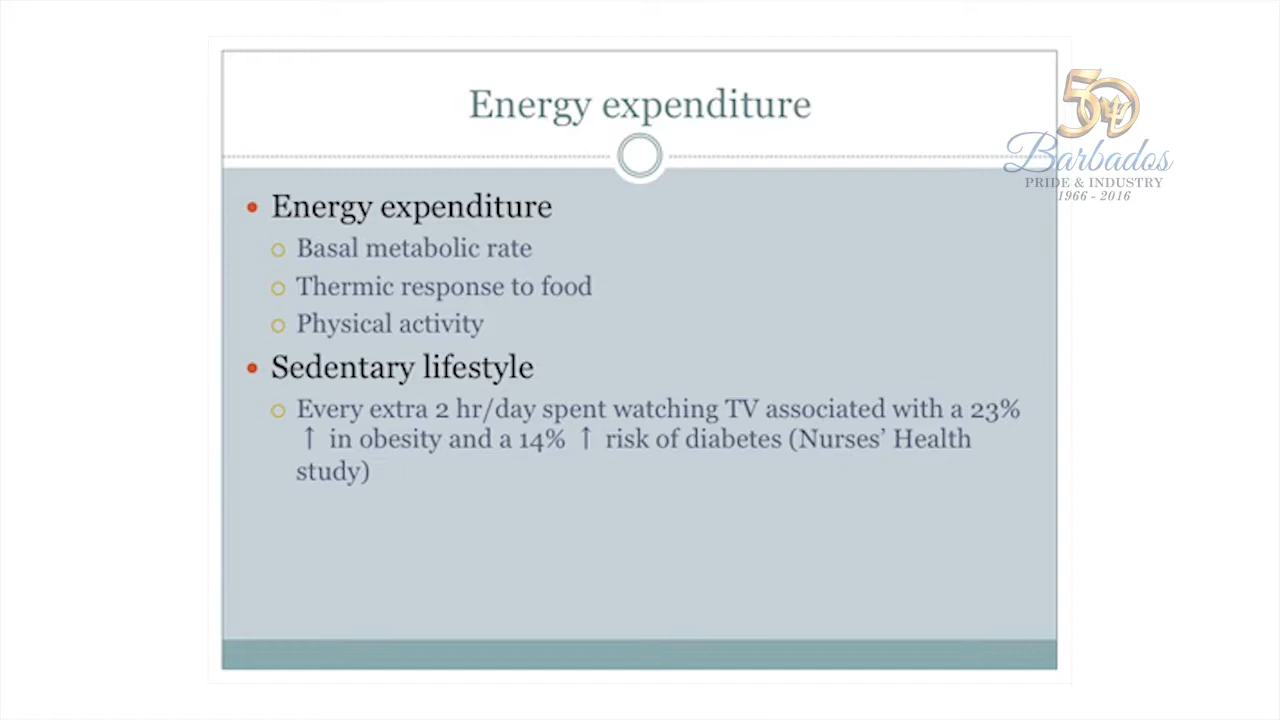 Energy expenditure
50
Barbados
PRIDE & INDUSTRY
1966 - 2016
• Energy expenditure
○ Basal metabolic rate
○ Thermic response to food
○ Physical activity
• Sedentary lifestyle
○ Every extra 2 hr/day spent watching TV associated with a 23%
↑ in obesity and a 14% ↑ risk of diabetes (Nurses’ Health
study)